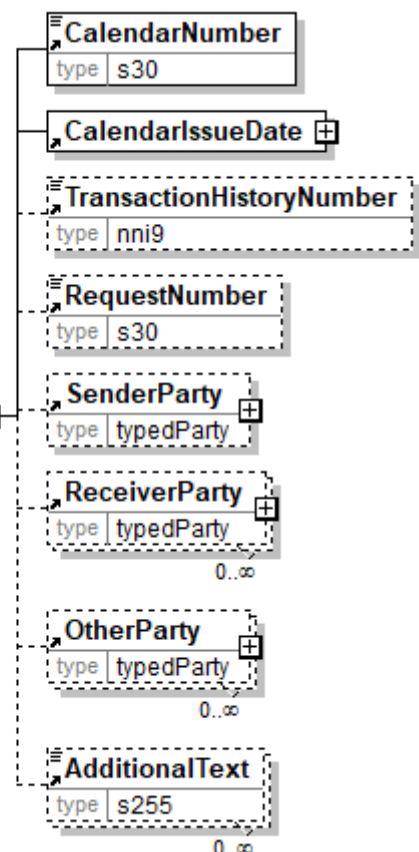 CalendarNumber
type s30
CalendarIssueDate
TransactionHistoryNumber
type nni9
RequestNumber
type s30
SenderParty
type typedParty
ReceiverParty
type typedParty
0..∞
OtherParty
type typedParty
0..∞
AdditionalText
type s255
0..∞